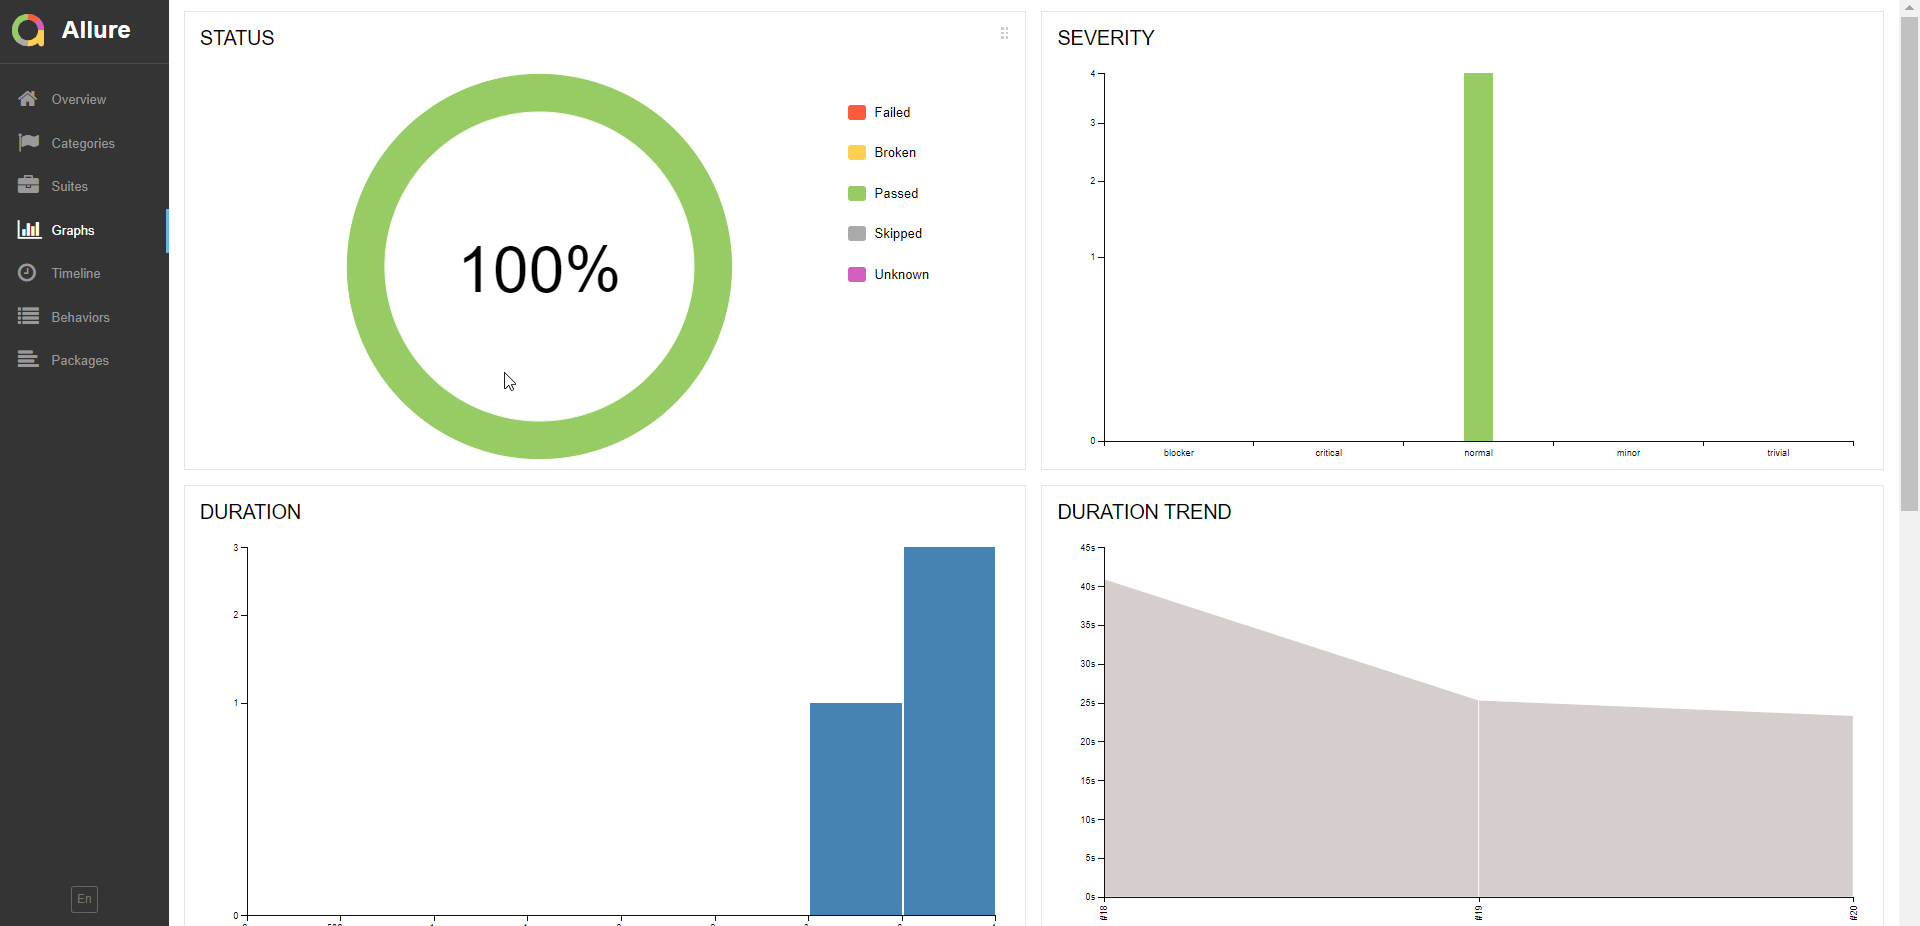 Allure
Overview
Categories
Suites
Graphs
Timeline
Behaviors
Packages
En
STATUS
100%
Failed
Broken
Passed
Skipped
Unknown
SEVERITY
4
3
2
1
0
blocker
critical
normal
minor
trivial
DURATION
3
2
1
0
DURATION TREND
45s
40s
35s
30s
25s
20s
15s
10s
5s
0s
#18
#19
#20